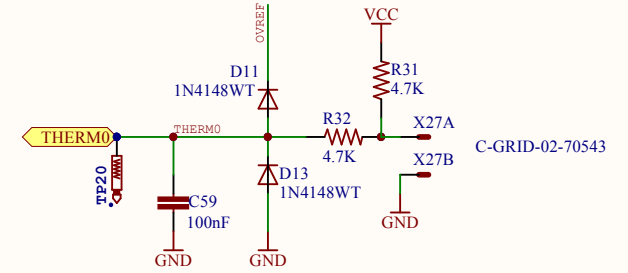 OVREF
VCC
D11
1N4148WT
R31
4.7K
R32
4.7K
X27A
THERM0
THERM0
C-GRID-02-70543
X27B
TP20
D13
1N4148WT
C59
100nF
GND
GND
GND